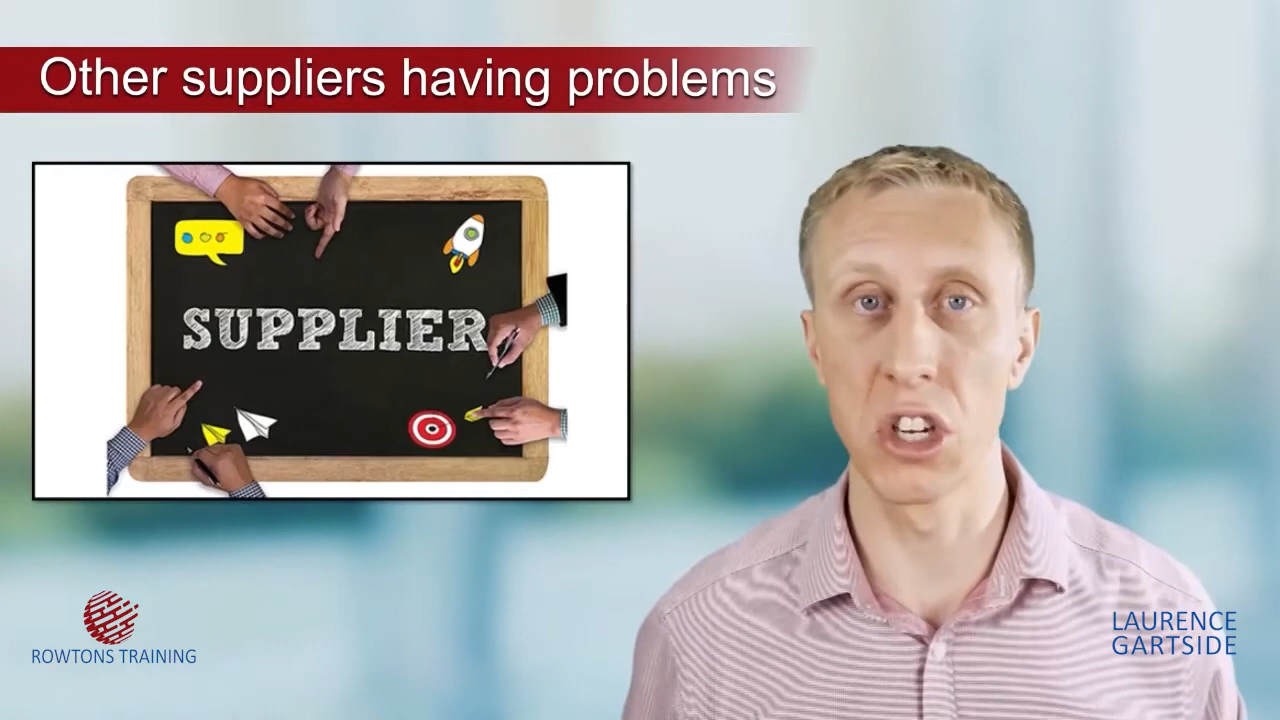 Other suppliers having problems
SUPPLIER
ROWTONS TRAINING
LAURENCE
GARTSIDE